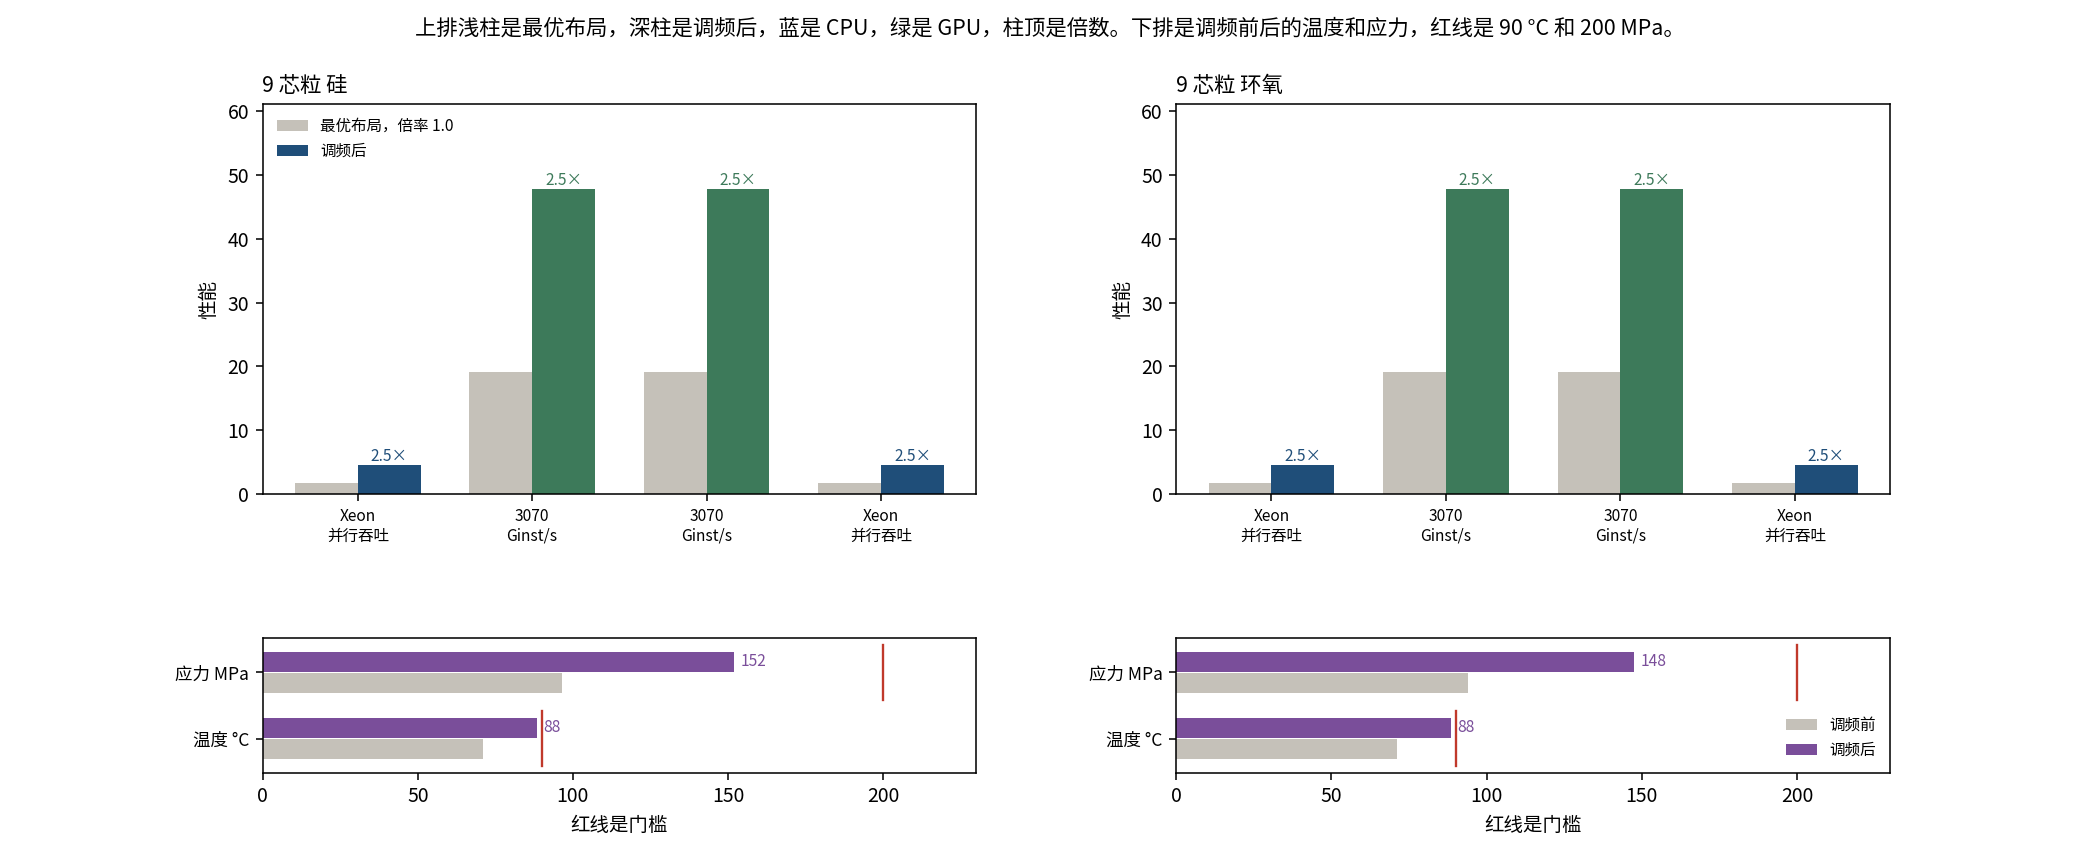 上排浅柱是最优布局，深柱是调频后，蓝是 CPU，绿是 GPU，柱顶是倍数。下排是调频前后的温度和应力，红线是 90 °C 和 200 MPa。
9 芯粒 硅
60
50
40
30
20
10
0
性能
最优布局，倍率 1.0
调频后
2.5×
2.5×
2.5×
2.5×
Xeon
并行吞吐
3070
Ginst/s
3070
Ginst/s
Xeon
并行吞吐
9 芯粒 环氧
60
50
40
30
20
10
0
性能
2.5×
2.5×
2.5×
2.5×
Xeon
并行吞吐
3070
Ginst/s
3070
Ginst/s
Xeon
并行吞吐
应力 MPa
152
温度 °C
88
0
50
100
150
200
红线是门槛
应力 MPa
148
温度 °C
88
调频前
调频后
0
50
100
150
200
红线是门槛